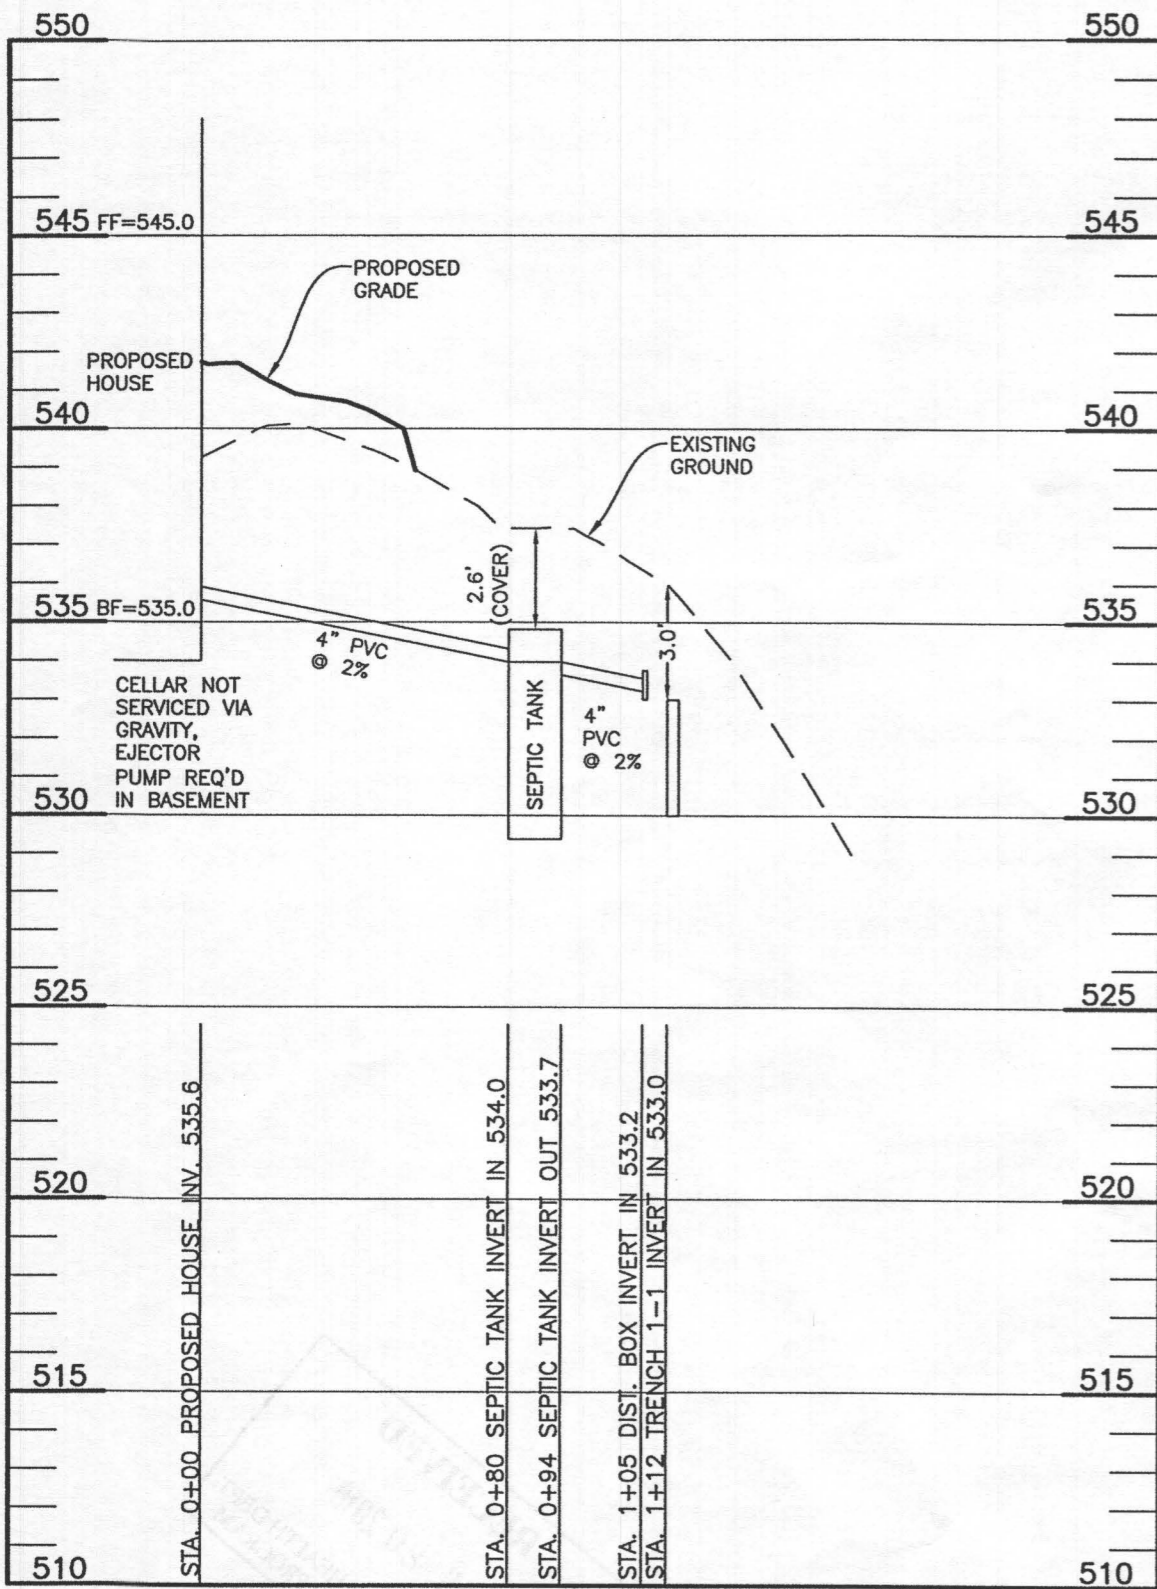 550
550
545 FF=545.0
545
PROPOSED
GRADE
PROPOSED
HOUSE
540
540
EXISTING
GROUND
2.6'
(COVER)
535 BF=535.0
535
4" PVC
@ 2%
3.0'
CELLAR NOT
SERVICED VIA
GRAVITY,
EJECTOR
PUMP REQ'D
IN BASEMENT
SEPTIC TANK
4"
PVC
@ 2%
530
530
525
525
STA. 0+00 PROPOSED HOUSE INV. 535.6
STA. 0+80 SEPTIC TANK INVERT IN 534.0
STA. 0+94 SEPTIC TANK INVERT OUT 533.7
STA. 1+05 DIST. BOX INVERT IN 533.2
STA. 1+12 TRENCH 1-1 INVERT IN 533.0
520
520
515
515
510
510